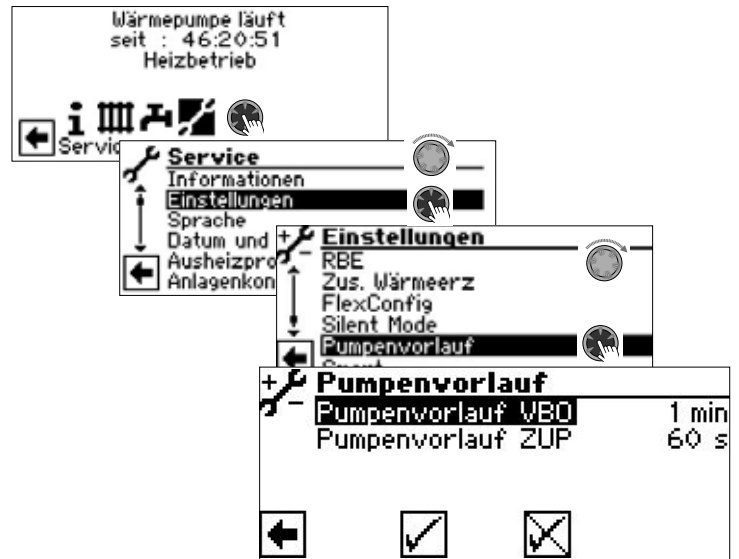 Wärmepumpe läuft
seit : 46:20:51
Heizbetrieb
Service
Informationen
Einstellungen
Sprache
Datum und
Ausheizpro
Anlagenkon
Einstellungen
RBE
Zus. Wärmeerz
FlexConfig
Silent Mode
Pumpenvorlauf
Pumpenvorlauf
Pumpenvorlauf VBO 1 min
Pumpenvorlauf ZUP 60 s